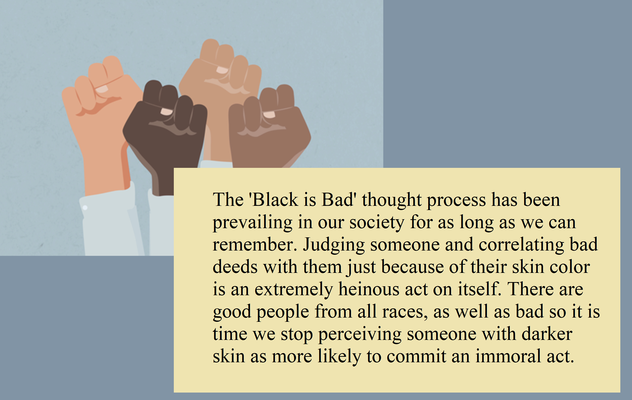 The 'Black is Bad' thought process has been
prevailing in our society for as long as we can
remember. Judging someone and correlating bad
deeds with them just because of their skin color
is an extremely heinous act on itself. There are
good people from all races, as well as bad so it is
time we stop perceiving someone with darker
skin as more likely to commit an immoral act.